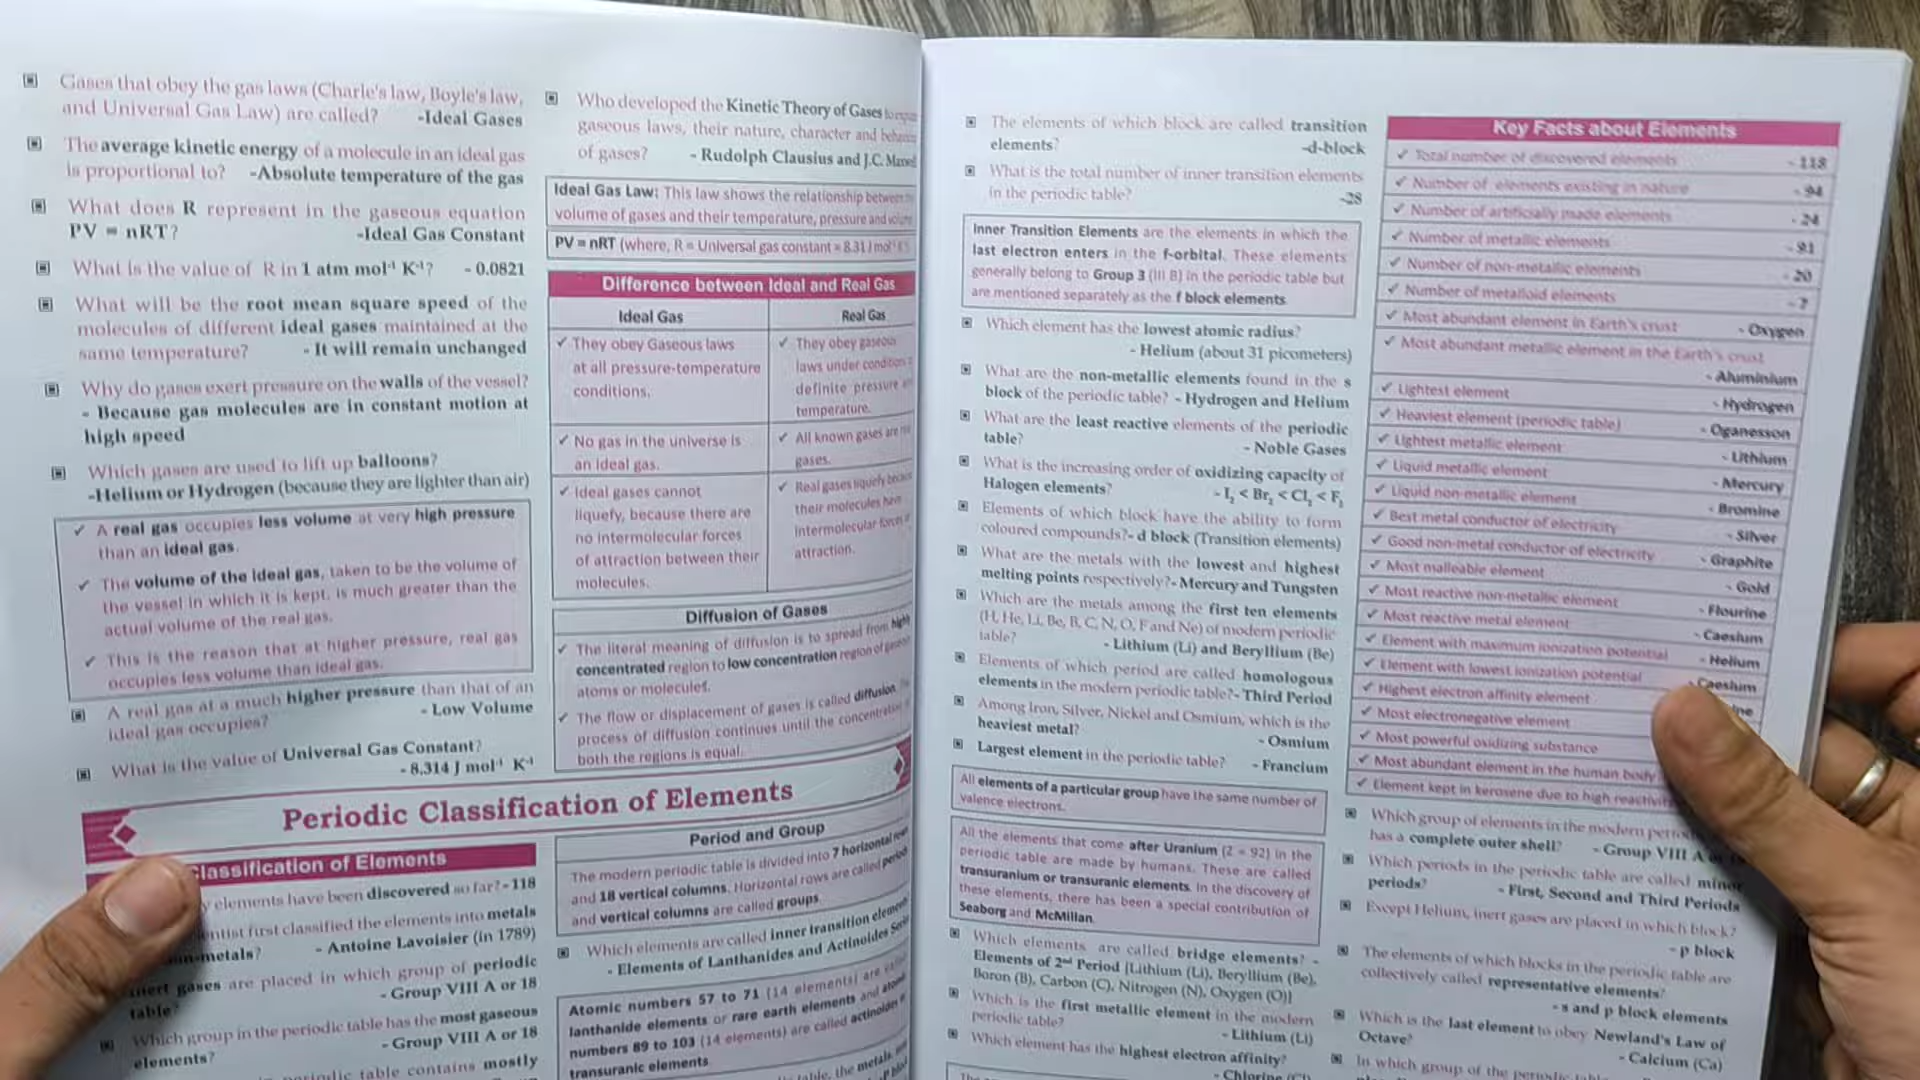 Gases that obey the gas laws (Charle's law, Boyle's law,
and Universal Gas Law) are called? -Ideal Gases
The average kinetic energy of a molecule in an ideal gas
is proportional to? -Absolute temperature of the gas
What does R represent in the gaseous equation
PV = nRT? -Ideal Gas Constant
What is the value of R in 1 atm mol⁻¹ K⁻¹? - 0.0821
What will be the root mean square speed of the
molecules of different ideal gases maintained at the
same temperature? - It will remain unchanged
Why do gases exert pressure on the walls of the vessel?
- Because gas molecules are in constant motion at
high speed
Which gases are used to lift up balloons?
-Helium or Hydrogen (because they are lighter than air)
✓ A real gas occupies less volume at very high pressure
than an ideal gas.
✓ The volume of the ideal gas, taken to be the volume of
the vessel in which it is kept, is much greater than the
actual volume of the real gas.
✓ This is the reason that at higher pressure, real gas
occupies less volume than ideal gas.
A real gas at a much higher pressure than that of an
ideal gas occupies? - Low Volume
What is the value of Universal Gas Constant?
- 8.314 J mol⁻¹ K⁻¹
Who developed the Kinetic Theory of Gases to
gaseous laws, their nature, character and
of gases? - Rudolph Clausius and J.C.
Ideal Gas Law: This law shows the relationship between
volume of gases and their temperature, pressure and
PV = nRT (where, R = Universal gas constant = 8.31 J mol⁻¹
Difference between Ideal and Real Gas
Ideal Gas Real Gas
✓ They obey Gaseous laws
at all pressure-temperature
conditions.
✓ They obey gaseous
laws under conditions
definite pressure
temperature.
✓ No gas in the universe is
an ideal gas.
✓ All known gases are
gases.
✓ Ideal gases cannot
liquefy, because there are
no intermolecular forces
of attraction between their
molecules.
✓ Real gases liquefy
their molecules have
intermolecular forces
attraction.
Diffusion of Gases
✓ The literal meaning of diffusion is to spread from
concentrated region to low concentration region of
atoms or molecules.
✓ The flow or displacement of gases is called diffusion.
process of diffusion continues until the concentration
both the regions is equal.
Periodic Classification of Elements
Classification of Elements
elements have been discovered so far? - 118
first classified the elements into metals
- Antoine Lavoisier (in 1789)
Inert gases are placed in which group of periodic
table? - Group VIII A or 18
Which group in the periodic table has the most gaseous
elements? - Group VIII A or 18
periodic table contains mostly
Period and Group
The modern periodic table is divided into 7 horizontal
and 18 vertical columns. Horizontal rows are called
and vertical columns are called groups.
Which elements are called inner transition
- Elements of Lanthanides and Actinoides
Atomic numbers 57 to 71 (14 elements) are
lanthanide elements or rare earth elements and
numbers 89 to 103 (14 elements) are called
transuranic elements.
table, the metals,
The elements of which block are called transition
elements? -d-block
What is the total number of inner transition elements
in the periodic table? -28
Inner Transition Elements are the elements in which the
last electron enters in the f-orbital. These elements
generally belong to Group 3 (III B) in the periodic table but
are mentioned separately as the f block elements.
Which element has the lowest atomic radius?
- Helium (about 31 picometers)
What are the non-metallic elements found in the s
block of the periodic table? - Hydrogen and Helium
What are the least reactive elements of the periodic
table? - Noble Gases
What is the increasing order of oxidizing capacity of
Halogen elements? - I₂ < Br₂ < Cl₂ < F₂
Elements of which block have the ability to form
coloured compounds?- d block (Transition elements)
What are the metals with the lowest and highest
melting points respectively?- Mercury and Tungsten
Which are the metals among the first ten elements
(H, He, Li, Be, B, C, N, O, F and Ne) of modern periodic
table? - Lithium (Li) and Beryllium (Be)
Elements of which period are called homologous
elements in the modern periodic table?- Third Period
Among Iron, Silver, Nickel and Osmium, which is the
heaviest metal? - Osmium
Largest element in the periodic table? - Francium
All elements of a particular group have the same number of
valence electrons.
All the elements that come after Uranium (Z = 92) in the
periodic table are made by humans. These are called
transuranium or transuranic elements. In the discovery of
these elements, there has been a special contribution of
Seaborg and McMillan.
Which elements are called bridge elements? -
Elements of 2nd Period [Lithium (Li), Beryllium (Be),
Boron (B), Carbon (C), Nitrogen (N), Oxygen (O)]
Which is the first metallic element in the modern
periodic table? - Lithium (Li)
Which element has the highest electron affinity?
- Chlorine (Cl)
Key Facts about Elements
✓ Total number of discovered elements - 118
✓ Number of elements existing in nature - 94
✓ Number of artificially made elements - 24
✓ Number of metallic elements - 91
✓ Number of non-metallic elements - 20
✓ Number of metalloid elements - 7
✓ Most abundant element in Earth's crust - Oxygen
✓ Most abundant metallic element in the Earth's crust
- Aluminium
✓ Lightest element - Hydrogen
✓ Heaviest element (periodic table) - Oganesson
✓ Lightest metallic element - Lithium
✓ Liquid metallic element - Mercury
✓ Liquid non-metallic element - Bromine
✓ Best metal conductor of electricity - Silver
✓ Good non-metal conductor of electricity - Graphite
✓ Most malleable element - Gold
✓ Most reactive non-metallic element - Flourine
✓ Most reactive metal element - Caesium
✓ Element with maximum ionization potential - Helium
✓ Element with lowest ionization potential - Caesium
✓ Highest electron affinity element
✓ Most electronegative element
✓ Most powerful oxidizing substance
✓ Most abundant element in the human body
✓ Element kept in kerosene due to high
Which group of elements in the modern
has a complete outer shell? - Group VIII A
Which periods in the periodic table are called minor
periods? - First, Second and Third Periods
Except Helium, inert gases are placed in which block?
- p block
The elements of which blocks in the periodic table are
collectively called representative elements?
- s and p block elements
Which is the last element to obey Newland's Law of
Octave? - Calcium (Ca)
In which group of the periodic